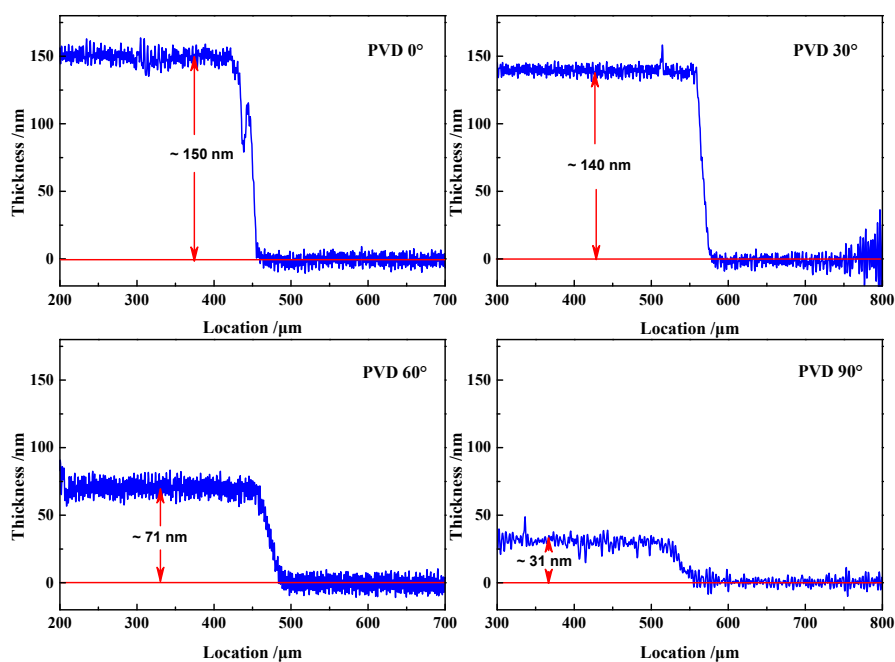 PVD 0°
Thickness /nm
150
100
50
0
~ 150 nm
200 300 400 500 600 700
Location /μm
PVD 30°
Thickness /nm
150
100
50
0
~ 140 nm
300 400 500 600 700 800
Location /μm
PVD 60°
Thickness /nm
150
100
50
0
~ 71 nm
200 300 400 500 600 700
Location /μm
PVD 90°
Thickness /nm
150
100
50
0
~ 31 nm
300 400 500 600 700 800
Location /μm